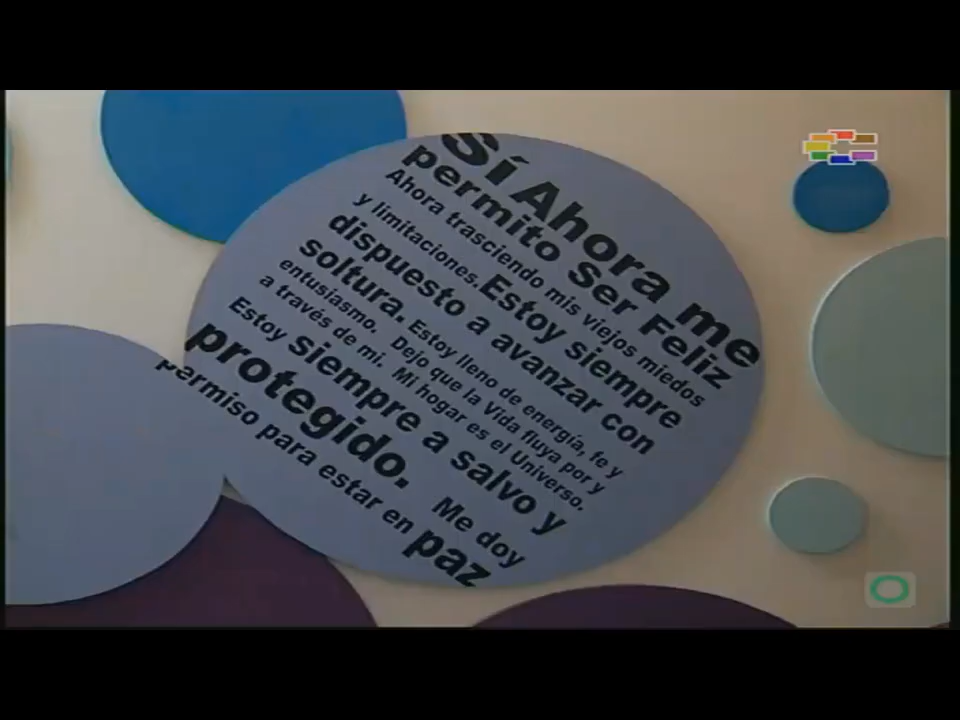 Sí Ahora me
permito Ser Feliz
Ahora trasciendo mis viejos miedos
y limitaciones. Estoy siempre
dispuesto a avanzar con
soltura. Estoy lleno de energía, fe y
entusiasmo. Dejo que la Vida fluya por y
a través de mi. Mi hogar es el Universo.
Estoy siempre a salvo y
protegido. Me doy
permiso para estar en paz